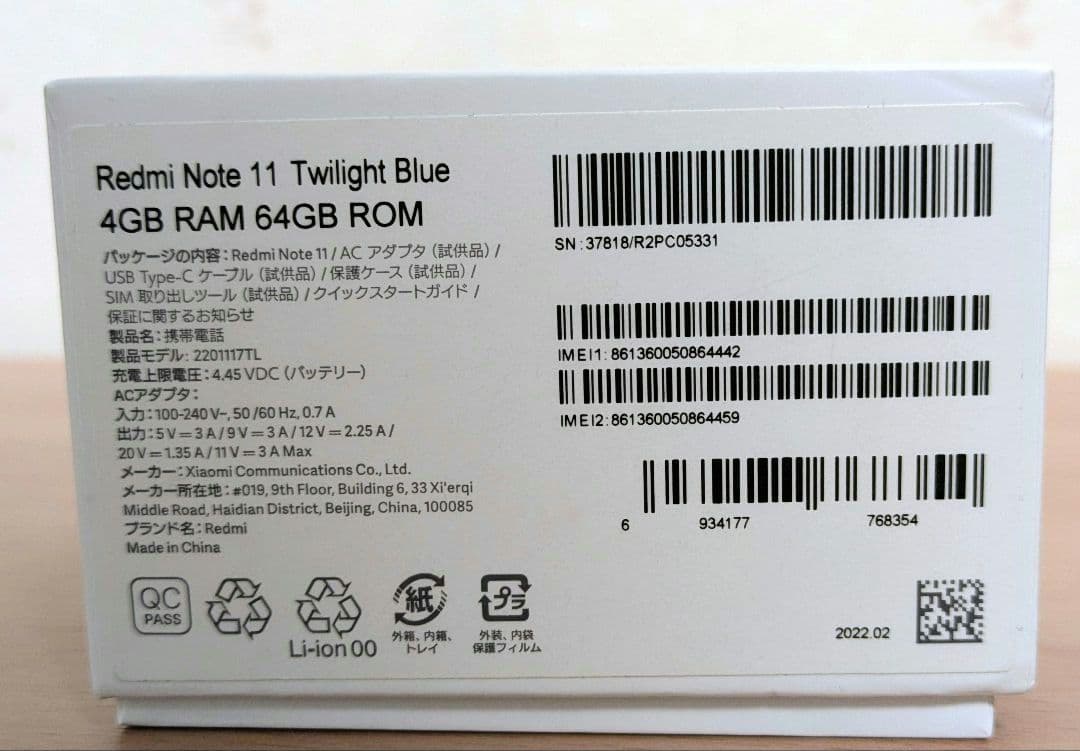 Redmi Note 11 Twilight Blue
4GB RAM 64GB ROM
パッケージの内容：Redmi Note 11 / AC アダプタ（試供品）/
USB Type-C ケーブル（試供品）/ 保護ケース（試供品）/
SIM 取り出しツール（試供品）/ クイックスタートガイド /
保証に関するお知らせ
製品名：携帯電話
製品モデル: 2201117TL
充電上限電圧：4.45 VDC（バッテリー）
ACアダプタ：
入力：100-240 V~, 50 /60 Hz, 0.7 A
出力：5 V＝3 A / 9 V＝3 A / 12 V＝2.25 A /
20 V＝1.35 A / 11 V＝3 A Max
メーカー：Xiaomi Communications Co., Ltd.
メーカー所在地：#019, 9th Floor, Building 6, 33 Xi'erqi
Middle Road, Haidian District, Beijing, China, 100085
ブランド名：Redmi
Made in China
SN : 37818/R2PC05331
IMEI1: 861360050864442
IMEI2: 861360050864459
6 934177 768354
QC
PASS
Li-ion 00
紙
外箱、内箱、
トレイ
プラ
外装、内袋
保護フィルム
2022.02